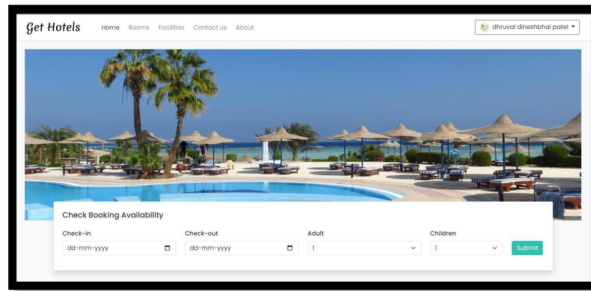 Get Hotels Home Rooms Facilities Contact us About dhruval dineshbhai patel
Check Booking Availability
Check-in Check-out Adult Children
dd-mm-yyyy dd-mm-yyyy 1 1 Submit